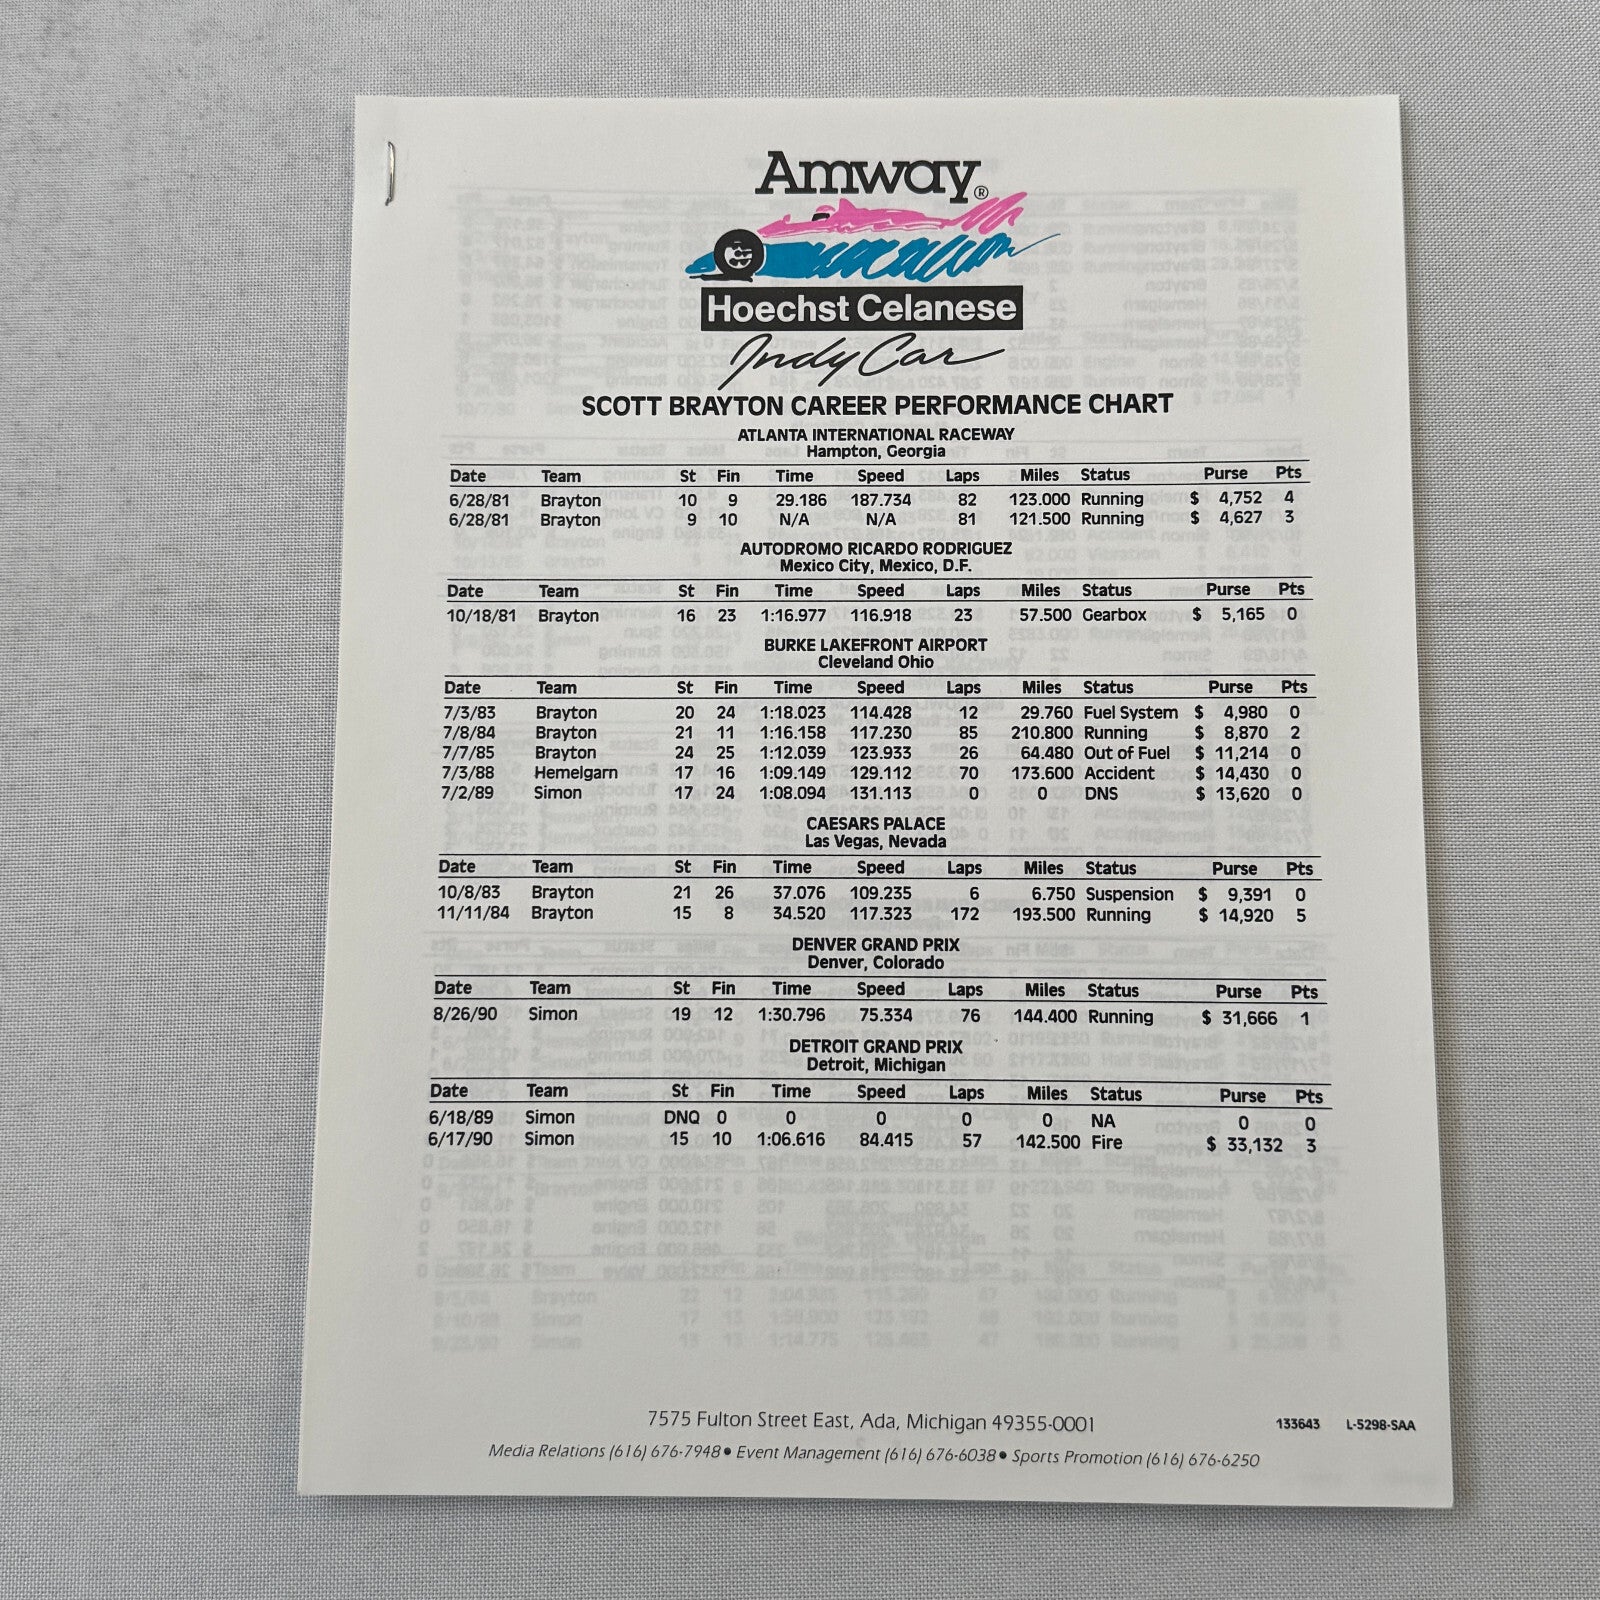 Amway®
Hoechst Celanese
Indy Car
SCOTT BRAYTON CAREER PERFORMANCE CHART
ATLANTA INTERNATIONAL RACEWAY
Hampton, Georgia
Date Team St Fin Time Speed Laps Miles Status Purse Pts
6/28/81 Brayton 10 9 29.186 187.734 82 123.000 Running $ 4,752 4
6/28/81 Brayton 9 10 N/A N/A 81 121.500 Running $ 4,627 3
AUTODROMO RICARDO RODRIGUEZ
Mexico City, Mexico, D.F.
Date Team St Fin Time Speed Laps Miles Status Purse Pts
10/18/81 Brayton 16 23 1:16.977 116.918 23 57.500 Gearbox $ 5,165 0
BURKE LAKEFRONT AIRPORT
Cleveland Ohio
Date Team St Fin Time Speed Laps Miles Status Purse Pts
7/3/83 Brayton 20 24 1:18.023 114.428 12 29.760 Fuel System $ 4,980 0
7/8/84 Brayton 21 11 1:16.158 117.230 85 210.800 Running $ 8,870 2
7/7/85 Brayton 24 25 1:12.039 123.933 26 64.480 Out of Fuel $ 11,214 0
7/3/88 Hemelgarn 17 16 1:09.149 129.112 70 173.600 Accident $ 14,430 0
7/2/89 Simon 17 24 1:08.094 131.113 0 0 DNS $ 13,620 0
CAESARS PALACE
Las Vegas, Nevada
Date Team St Fin Time Speed Laps Miles Status Purse Pts
10/8/83 Brayton 21 26 37.076 109.235 6 6.750 Suspension $ 9,391 0
11/11/84 Brayton 15 8 34.520 117.323 172 193.500 Running $ 14,920 5
DENVER GRAND PRIX
Denver, Colorado
Date Team St Fin Time Speed Laps Miles Status Purse Pts
8/26/90 Simon 19 12 1:30.796 75.334 76 144.400 Running $ 31,666 1
DETROIT GRAND PRIX
Detroit, Michigan
Date Team St Fin Time Speed Laps Miles Status Purse Pts
6/18/89 Simon DNQ 0 0 0 0 0 NA 0 0
6/17/90 Simon 15 10 1:06.616 84.415 57 142.500 Fire $ 33,132 3
7575 Fulton Street East, Ada, Michigan 49355-0001
133643 L-5298-SAA
Media Relations (616) 676-7948 • Event Management (616) 676-6038 • Sports Promotion (616) 676-6250